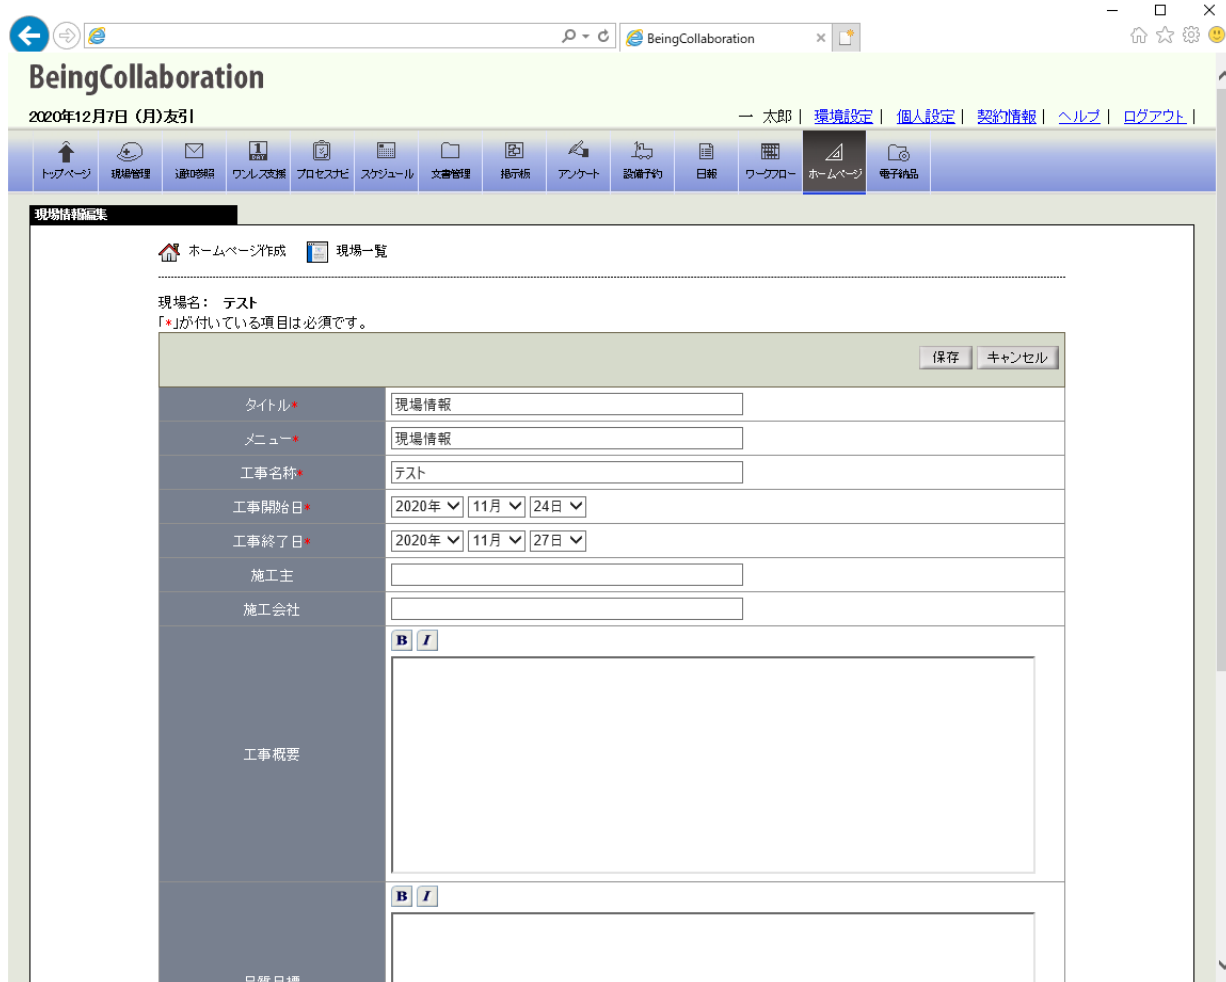 BeingCollaboration
BeingCollaboration
2020年12月7日 (月)友引
一 太郎 | 環境設定 | 個人設定 | 契約情報 | ヘルプ | ログアウト |
トップページ 現場管理 通知参照 ワンルス支援 プロセスナビ スケジュール 文書管理 掲示板 アンケート 設備予約 日報 ワークフロー ホームページ 電子納品
現場情報編集
ホームページ作成 現場一覧
現場名： テスト
「*」が付いている項目は必須です。
保存 キャンセル
タイトル* 現場情報
メニュー* 現場情報
工事名称* テスト
工事開始日* 2020年 11月 24日
工事終了日* 2020年 11月 27日
施工主
施工会社
B I
工事概要
B I
品質目標